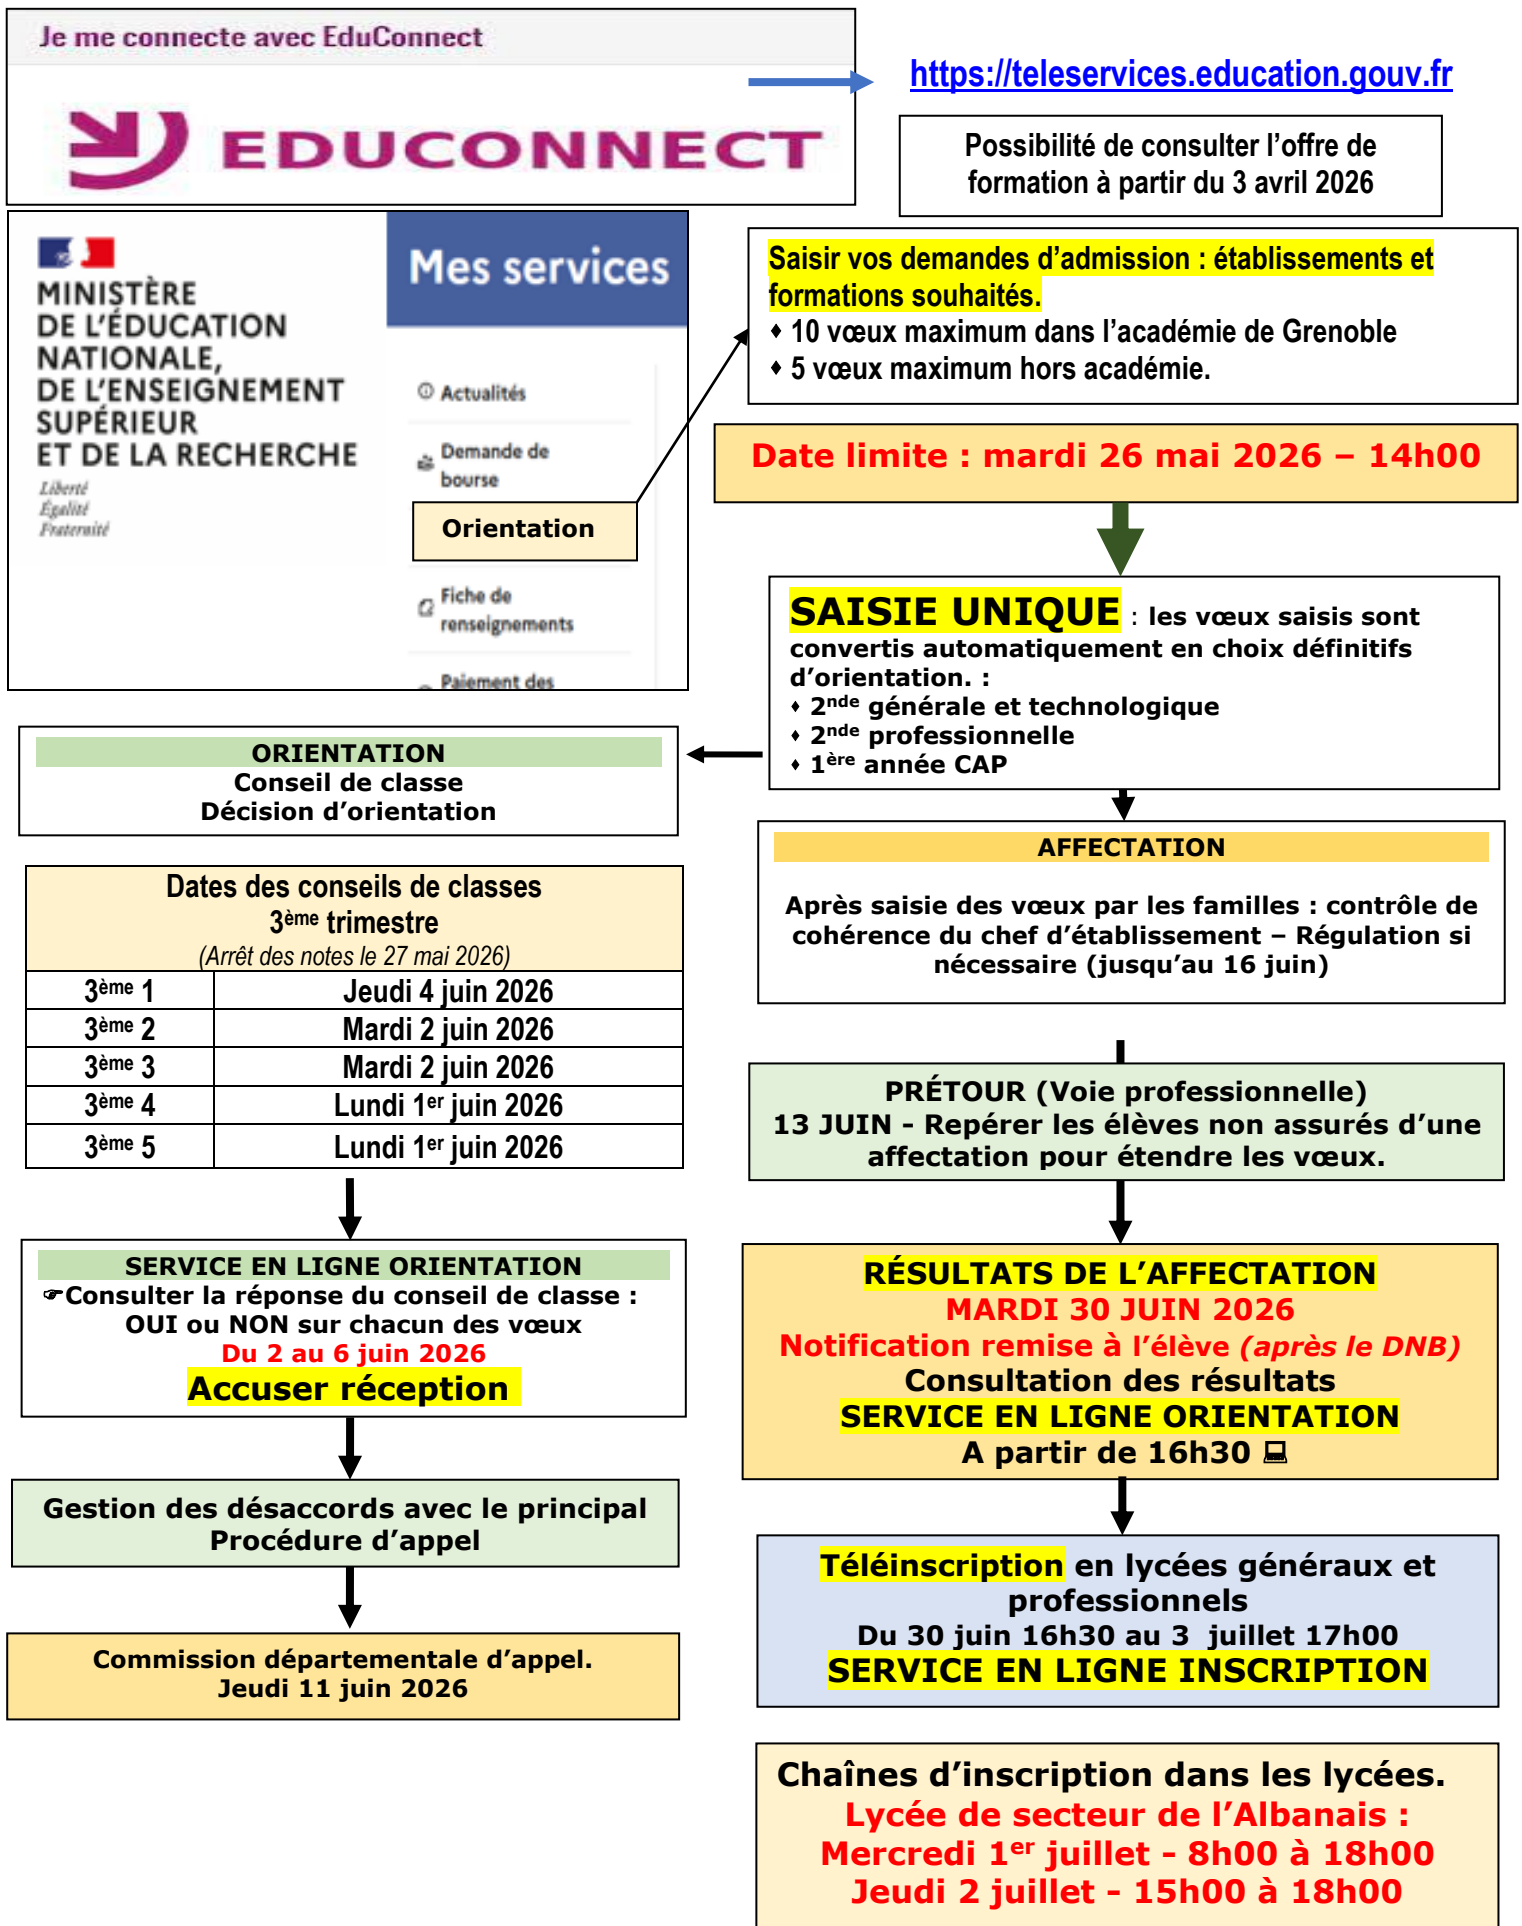 Je me connecte avec EduConnect
EDUCONNECT
https://teleservices.education.gouv.fr
Possibilité de consulter l’offre de
formation à partir du 3 avril 2026
MINISTÈRE
DE L’ÉDUCATION
NATIONALE,
DE L’ENSEIGNEMENT
SUPÉRIEUR
ET DE LA RECHERCHE
Liberté
Égalité
Fraternité
Mes services
Actualités
Demande de
bourse
Orientation
Fiche de
renseignements
Paiement des
Saisir vos demandes d’admission : établissements et
formations souhaités.
♦ 10 vœux maximum dans l’académie de Grenoble
♦ 5 vœux maximum hors académie.
Date limite : mardi 26 mai 2026 – 14h00
SAISIE UNIQUE : les vœux saisis sont
convertis automatiquement en choix définitifs
d’orientation. :
♦ 2nde générale et technologique
♦ 2nde professionnelle
♦ 1ère année CAP
ORIENTATION
Conseil de classe
Décision d’orientation
Dates des conseils de classes
3ème trimestre
(Arrêt des notes le 27 mai 2026)
3ème 1 Jeudi 4 juin 2026
3ème 2 Mardi 2 juin 2026
3ème 3 Mardi 2 juin 2026
3ème 4 Lundi 1er juin 2026
3ème 5 Lundi 1er juin 2026
SERVICE EN LIGNE ORIENTATION
☞Consulter la réponse du conseil de classe :
OUI ou NON sur chacun des vœux
Du 2 au 6 juin 2026
Accuser réception
Gestion des désaccords avec le principal
Procédure d’appel
Commission départementale d’appel.
Jeudi 11 juin 2026
AFFECTATION
Après saisie des vœux par les familles : contrôle de
cohérence du chef d’établissement – Régulation si
nécessaire (jusqu’au 16 juin)
PRÉTOUR (Voie professionnelle)
13 JUIN - Repérer les élèves non assurés d’une
affectation pour étendre les vœux.
RÉSULTATS DE L’AFFECTATION
MARDI 30 JUIN 2026
Notification remise à l’élève (après le DNB)
Consultation des résultats
SERVICE EN LIGNE ORIENTATION
A partir de 16h30 💻
Téléinscription en lycées généraux et
professionnels
Du 30 juin 16h30 au 3 juillet 17h00
SERVICE EN LIGNE INSCRIPTION
Chaînes d’inscription dans les lycées.
Lycée de secteur de l’Albanais :
Mercredi 1er juillet - 8h00 à 18h00
Jeudi 2 juillet - 15h00 à 18h00